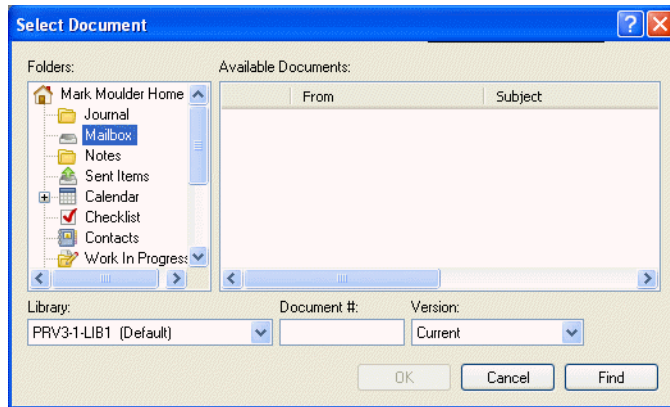 Select Document
Folders:
Available Documents:
Mark Moulder Home
From
Subject
Journal
Mailbox
Notes
Sent Items
Calendar
Checklist
Contacts
Work In Progress
Library:
Document #:
Version:
PRV3-1-LIB1 (Default)
Current
OK
Cancel
Find